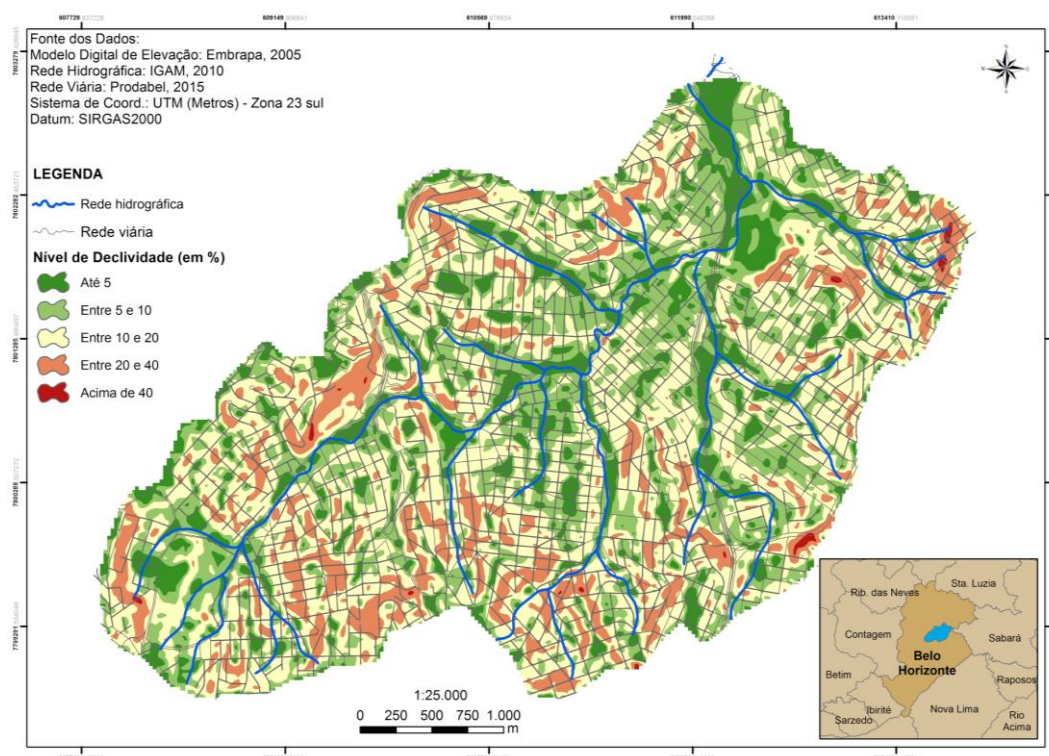 607729
609149
610569
611990
613410
Fonte dos Dados:
Modelo Digital de Elevação: Embrapa, 2005
Rede Hidrográfica: IGAM, 2010
Rede Viária: Prodabel, 2015
Sistema de Coord.: UTM (Metros) - Zona 23 sul
Datum: SIRGAS2000
LEGENDA
Rede hidrográfica
Rede viária
Nível de Declividade (em %)
Até 5
Entre 5 e 10
Entre 10 e 20
Entre 20 e 40
Acima de 40
1:25.000
0 250 500 750 1.000
m
Sta. Luzia
Rib. das Neves
Contagem
Sabará
Belo
Horizonte
Betim
Raposos
Ibirité
Nova Lima
Rio
Acima
Sarzedo